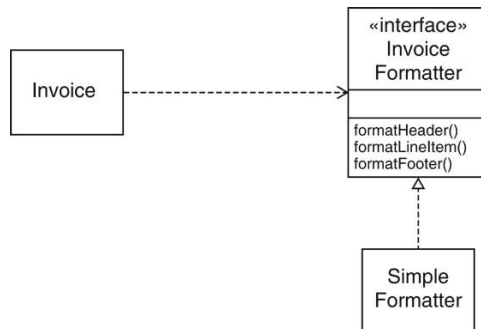 «interface»
Invoice
Formatter
Invoice
formatHeader()
formatLineItem()
formatFooter()
Simple
Formatter